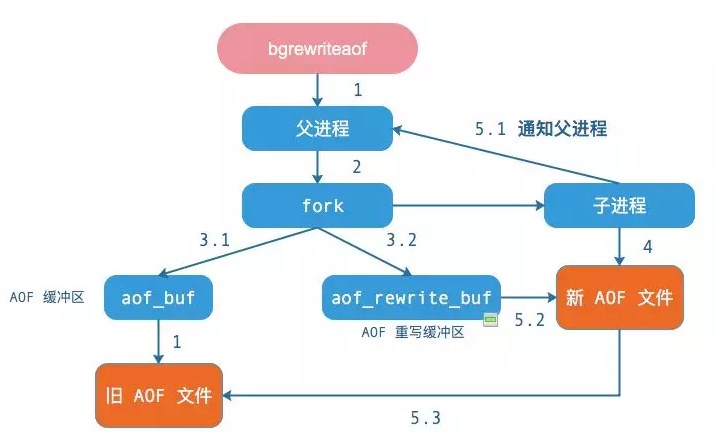 bgrewriteaof
1
父进程
5.1 通知父进程
2
fork
子进程
3.1
3.2
4
AOF 缓冲区
aof_buf
aof_rewrite_buf
新 AOF 文件
5.2
AOF 重写缓冲区
1
旧 AOF 文件
5.3